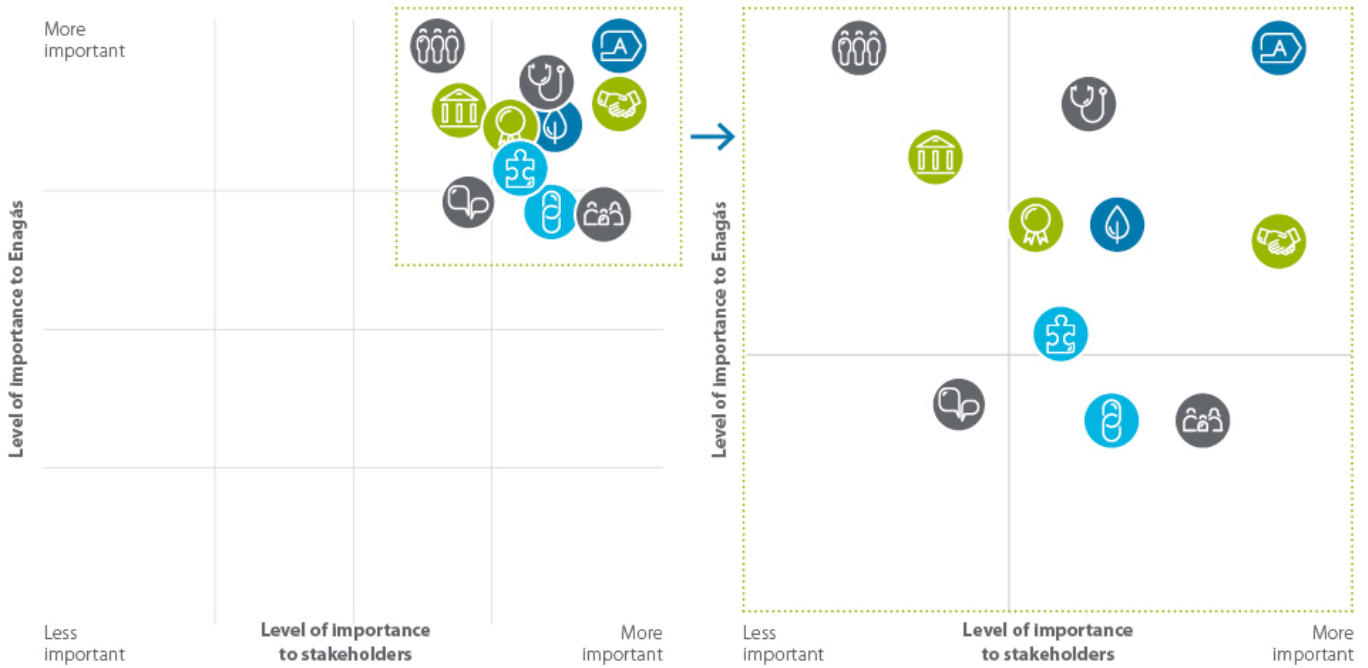 More
important
A
A
Level of importance to Enagás
Level of importance to Enagás
Less
important
Level of importance
to stakeholders
More
important
Less
important
Level of importance
to stakeholders
More
important